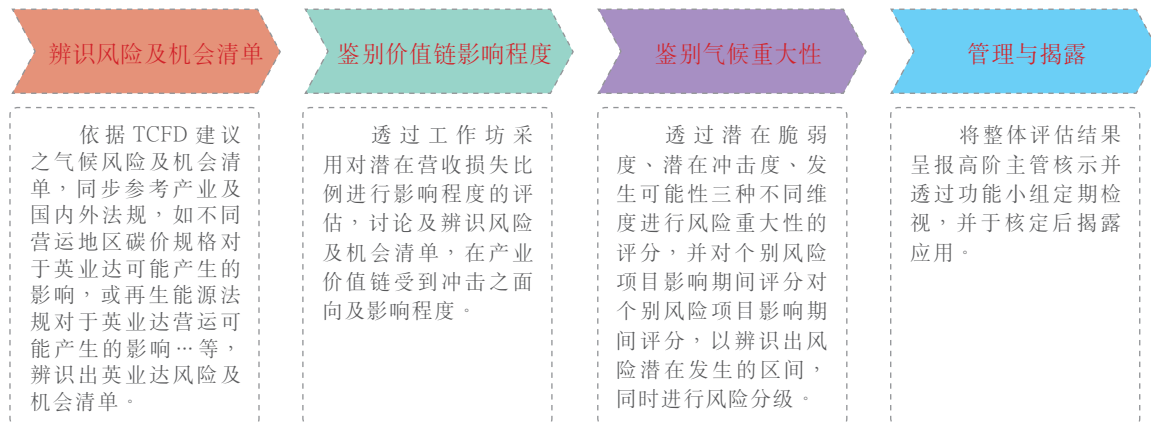 辨识风险及机会清单
依据 TCFD 建议
之气候风险及机会清
单，同步参考产业及
国内外法规，如不同
营运地区碳价规格对
于英业达可能产生的
影响，或再生能源法
规对于英业达营运可
能产生的影响…等，
辨识出英业达风险及
机会清单。
鉴别价值链影响程度
透过工作坊采
用对潜在营收损失比
例进行影响程度的评
估，讨论及辨识风险
及机会清单，在产业
价值链受到冲击之面
向及影响程度。
鉴别气候重大性
透过潜在脆弱
度、潜在冲击度、发
生可能性三种不同维
度进行风险重大性的
评分，并对个别风险
项目影响期间评分对
个别风险项目影响期
间评分，以辨识出风
险潜在发生的区间，
同时进行风险分级。
管理与揭露
将整体评估结果
呈报高阶主管核示并
透过功能小组定期检
视，并于核定后揭露
应用。